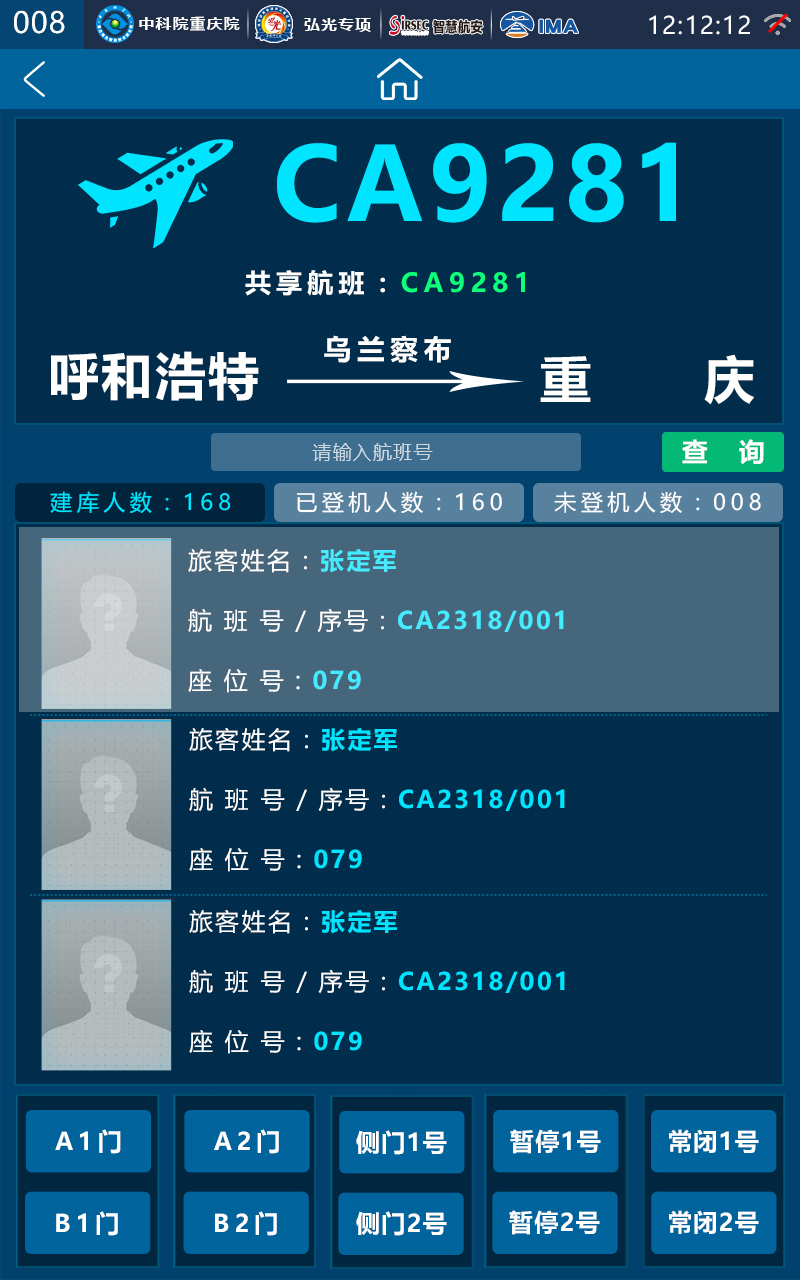 008 中科院重庆院 弘光专项 SiRSEC 智慧航安 IMA 12:12:12
CA9281
共享航班：CA9281
呼和浩特 乌兰察布 重 庆
请输入航班号 查 询
建库人数：168 已登机人数：160 未登机人数：008
旅客姓名：张定军
航 班 号 / 序号：CA2318/001
座 位 号：079
旅客姓名：张定军
航 班 号 / 序号：CA2318/001
座 位 号：079
旅客姓名：张定军
航 班 号 / 序号：CA2318/001
座 位 号：079
A1门 A2门 侧门1号 暂停1号 常闭1号
B1门 B2门 侧门2号 暂停2号 常闭2号